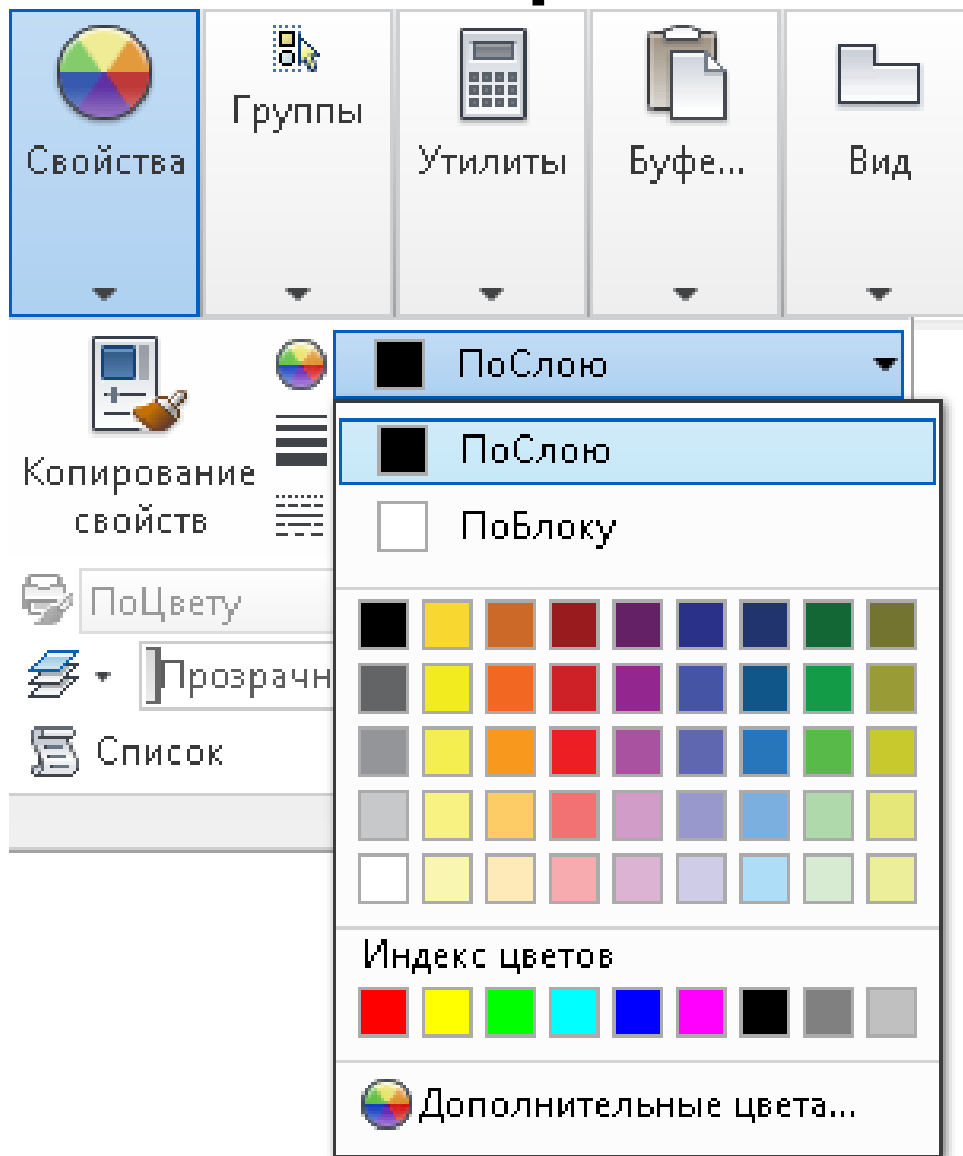 Свойства
Группы
Утилиты
Буфе...
Вид
ПоСлою
Копирование
свойств
ПоСлою
ПоБлоку
ПоЦвету
Прозрачн
Список
Индекс цветов
Дополнительные цвета...